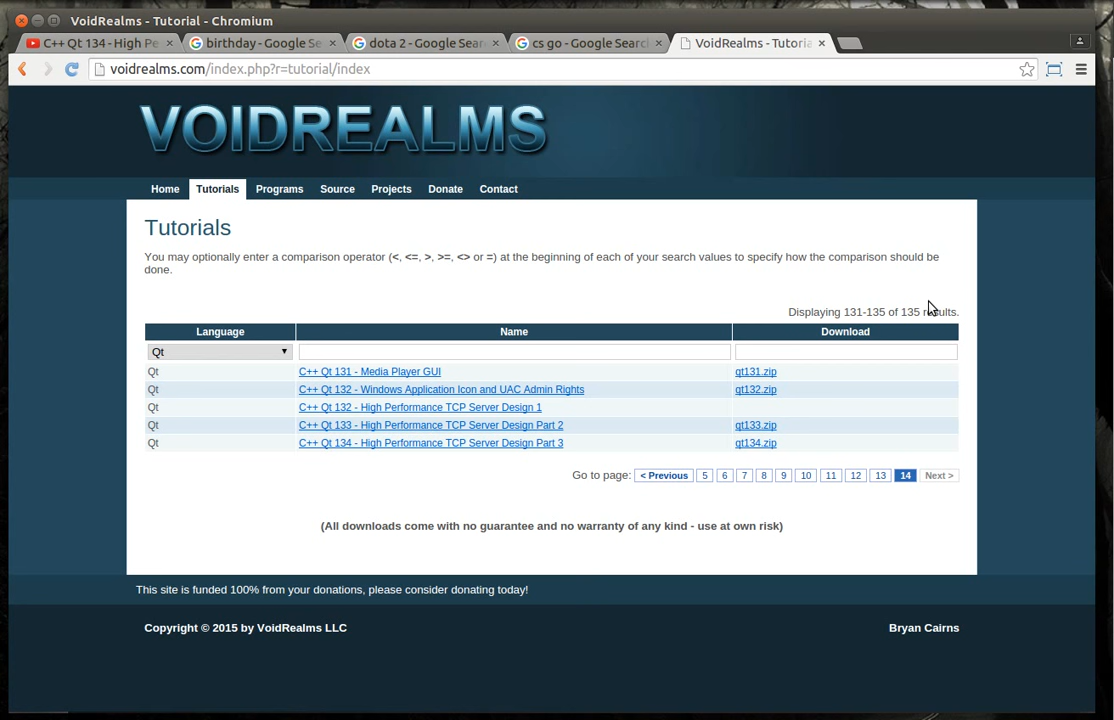 VoidRealms - Tutorial - Chromium
C++ Qt 134 - High Pe
birthday - Google Se
dota 2 - Google Sear
cs go - Google Search
VoidRealms - Tutoria
voidrealms.com/index.php?r=tutorial/index
VOIDREALMS
Home Tutorials Programs Source Projects Donate Contact
Tutorials
You may optionally enter a comparison operator (<, <=, >, >=, <> or =) at the beginning of each of your search values to specify how the comparison should be
done.
Displaying 131-135 of 135 results.
Language Name Download
Qt
Qt C++ Qt 131 - Media Player GUI qt131.zip
Qt C++ Qt 132 - Windows Application Icon and UAC Admin Rights qt132.zip
Qt C++ Qt 132 - High Performance TCP Server Design 1
Qt C++ Qt 133 - High Performance TCP Server Design Part 2 qt133.zip
Qt C++ Qt 134 - High Performance TCP Server Design Part 3 qt134.zip
Go to page: < Previous 5 6 7 8 9 10 11 12 13 14 Next >
(All downloads come with no guarantee and no warranty of any kind - use at own risk)
This site is funded 100% from your donations, please consider donating today!
Copyright © 2015 by VoidRealms LLC Bryan Cairns